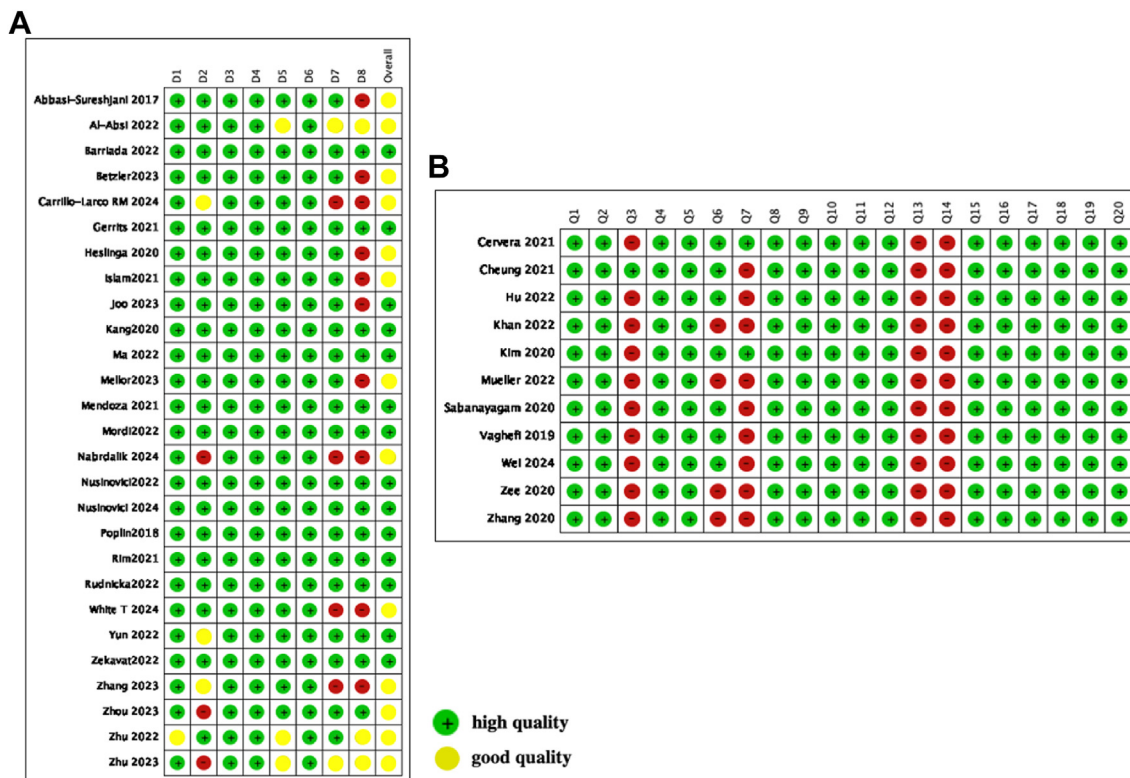 A
D1 D2 D3 D4 D5 D6 D7 D8 Overall
Abbasi-Sureshjani 2017
Al-Absi 2022
Barriada 2022
Betzler2023
Carrillo-Larco RM 2024
Gerrits 2021
Heslinga 2020
Islam2021
Joo 2023
Kang2020
Ma 2022
Mellor2023
Mendoza 2021
Mordi2022
Nabrdalik 2024
Nusinovici2022
Nusinovici 2024
Poplin2018
Rim2021
Rudnicka2022
White T 2024
Yun 2022
Zekavat2022
Zhang 2023
Zhou 2023
Zhu 2022
Zhu 2023
B
Q1 Q2 Q3 Q4 Q5 Q6 Q7 Q8 Q9 Q10 Q11 Q12 Q13 Q14 Q15 Q16 Q17 Q18 Q19 Q20
Cervera 2021
Cheung 2021
Hu 2022
Khan 2022
Kim 2020
Mueller 2022
Sabanayagam 2020
Vaghefi 2019
Wei 2024
Zee 2020
Zhang 2020
high quality
good quality